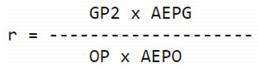 GP2 x AEPG
r = --------------------
OP x AEPO